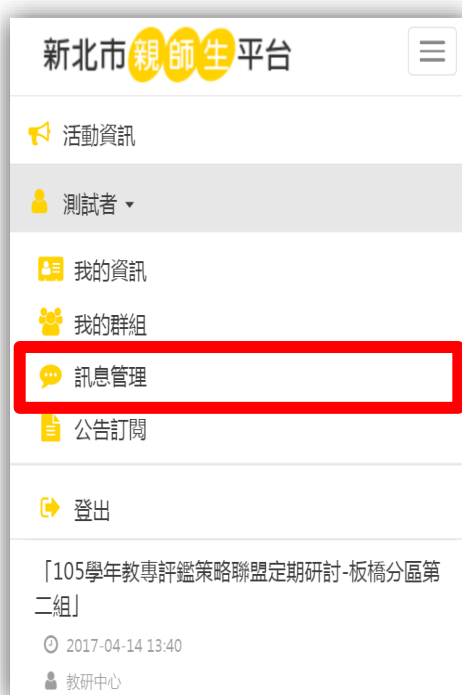 新北市親師生平台
活動資訊
測試者
我的資訊
我的群組
訊息管理
公告訂閱
登出
「105學年教專評鑑策略聯盟定期研討-板橋分區第
二組」
2017-04-14 13:40
教研中心